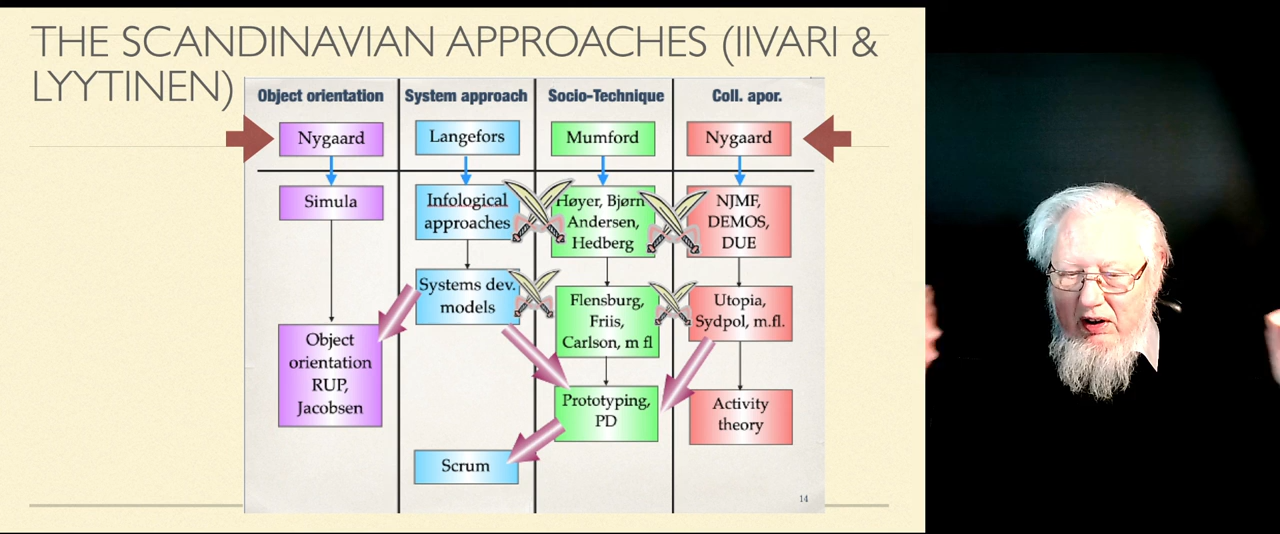 THE SCANDINAVIAN APPROACHES (IIVARI &
LYYTINEN)
Object orientation
System approach
Socio-Technique
Coll. apor.
Nygaard
Langefors
Mumford
Nygaard
Simula
Infological
approaches
Høyer, Bjørn
Andersen,
Hedberg
NJMF,
DEMOS,
DUE
Systems dev.
models
Flensburg,
Friis,
Carlson, m fl
Utopia,
Sydpol, m.fl.
Object
orientation
RUP,
Jacobsen
Prototyping,
PD
Activity
theory
Scrum
14